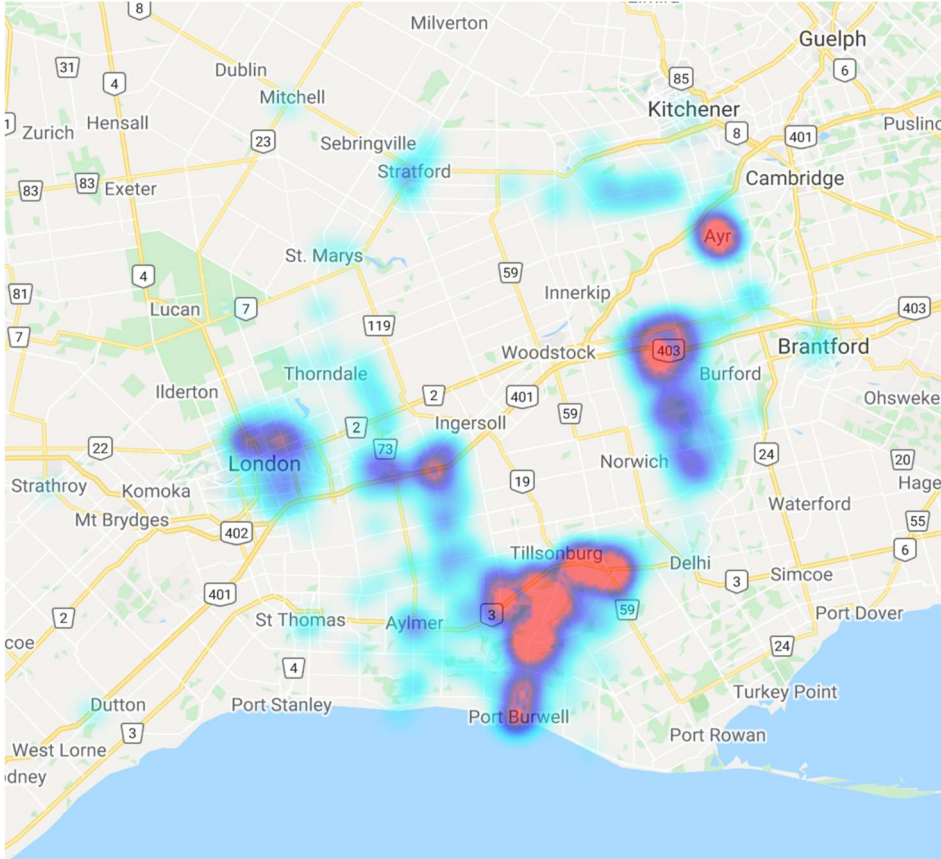 8
Milverton
Guelph
31
4
Dublin
85
6
Mitchell
Kitchener
Hensall
Zurich
23
Sebringville
8
401
Puslinc
83
83
Exeter
Stratford
Cambridge
Ayr
St. Marys
4
59
81
Innerkip
Lucan
7
119
403
7
Woodstock
403
Brantford
Thorndale
Burford
Ilderton
2
401
Ohsweke
Ingersoll
59
2
22
73
London
Norwich
24
20
Strathroy
Komoka
19
Hage
Waterford
Mt Brydges
402
55
Tillsonburg
6
Delhi
Simcoe
3
401
2
3
59
St Thomas
Aylmer
Port Dover
coe
24
4
Turkey Point
Dutton
Port Stanley
Port Burwell
3
Port Rowan
West Lorne
odney